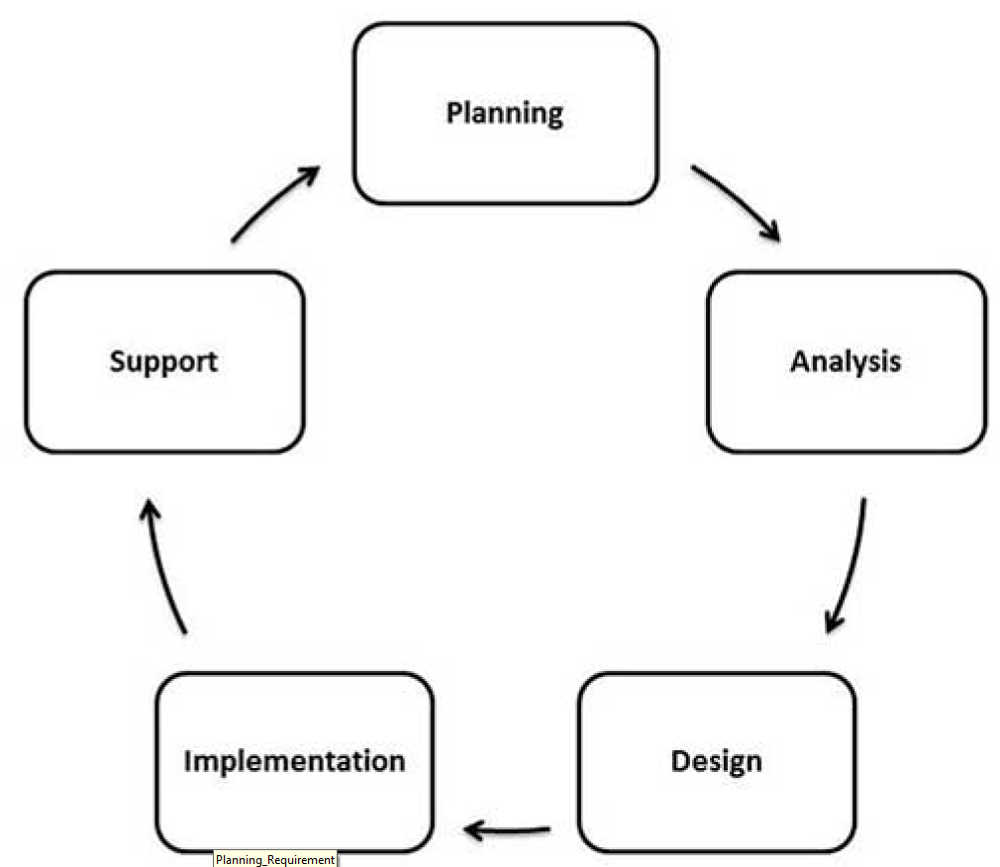 Planning
Support
Analysis
Implementation
Design
Planning_Requirement